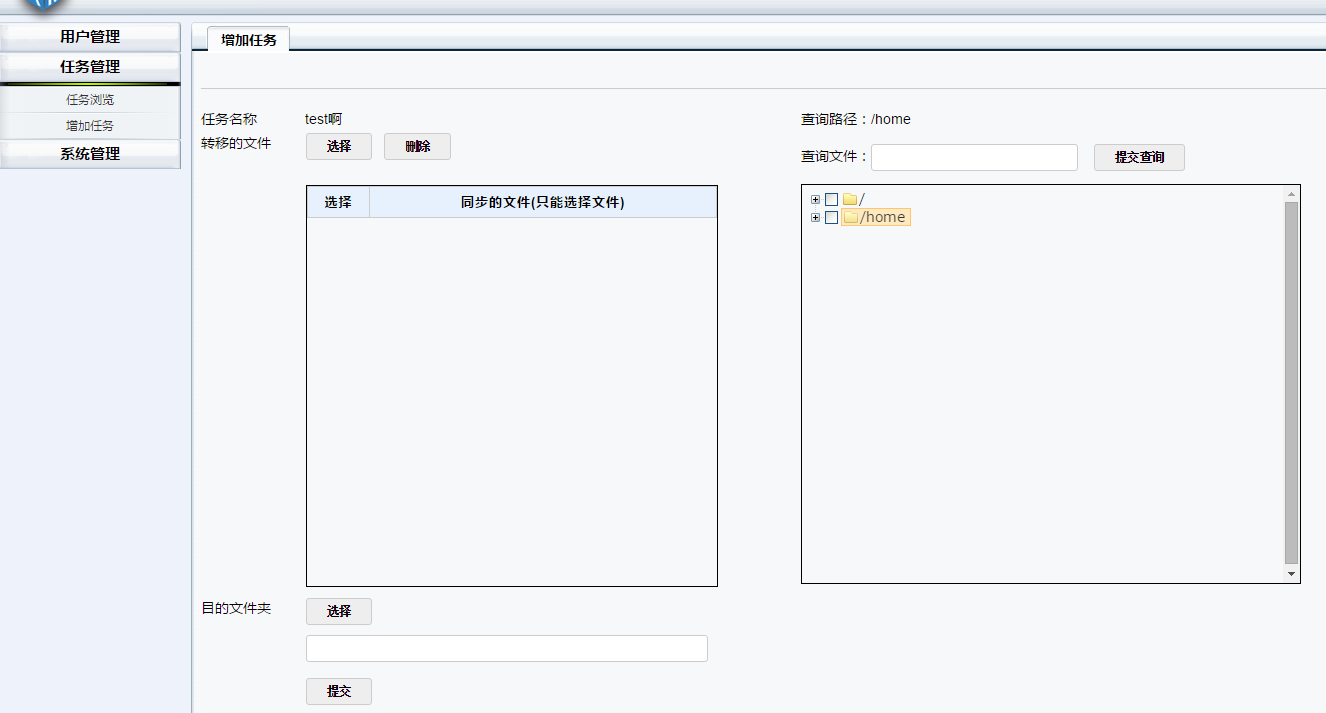 用户管理
任务管理
任务浏览
增加任务
系统管理
增加任务
任务名称 test啊
转移的文件 选择 删除
选择 同步的文件(只能选择文件)
目的文件夹 选择
提交
查询路径：/home
查询文件： 提交查询
/
/home